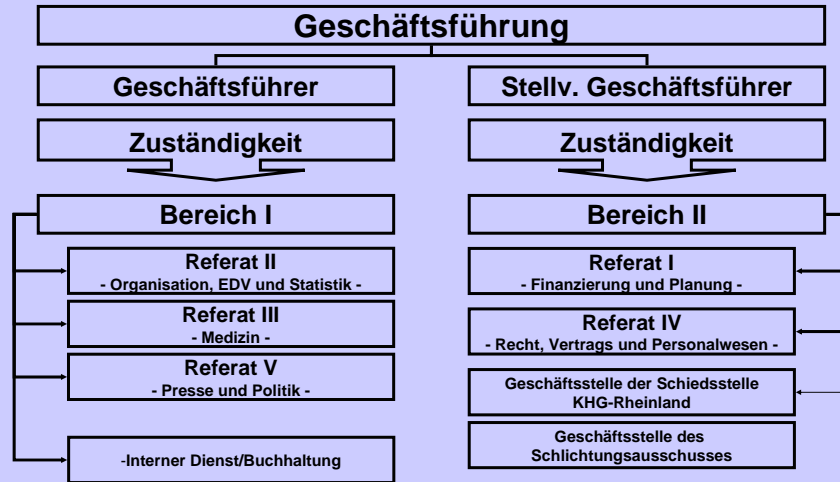 Geschäftsführung
Geschäftsführer
Stellv. Geschäftsführer
Zuständigkeit
Zuständigkeit
Bereich I
Bereich II
Referat II
- Organisation, EDV und Statistik -
Referat III
- Medizin -
Referat V
- Presse und Politik -
-Interner Dienst/Buchhaltung
Referat I
- Finanzierung und Planung -
Referat IV
- Recht, Vertrags und Personalwesen -
Geschäftsstelle der Schiedsstelle
KHG-Rheinland
Geschäftsstelle des
Schlichtungsausschusses